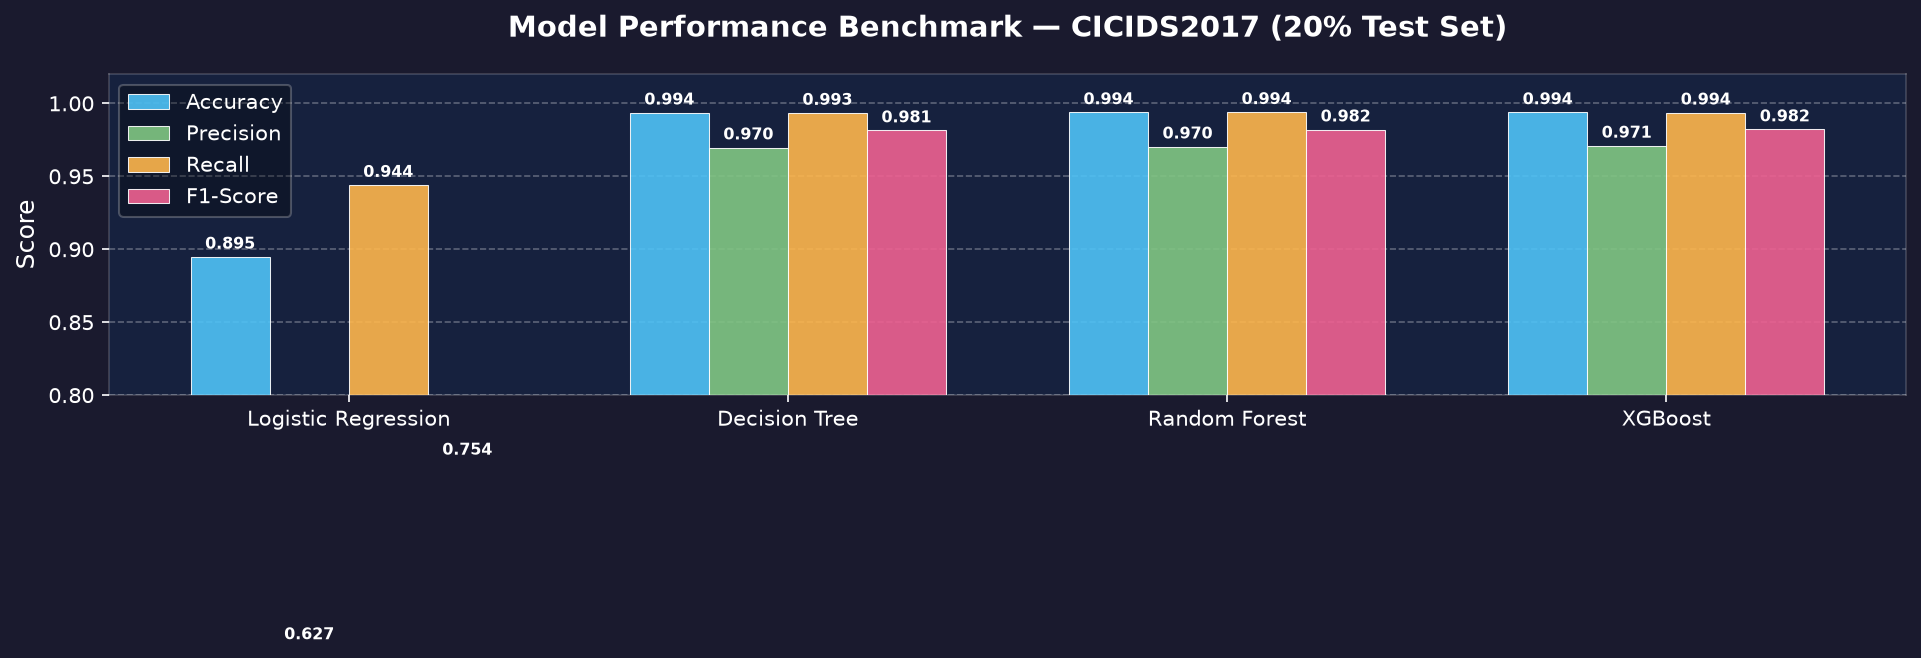 Model Performance Benchmark — CICIDS2017 (20% Test Set)
Accuracy
Precision
Recall
F1-Score
Score
1.00
0.95
0.90
0.85
0.80
0.895
0.944
0.994
0.970
0.993
0.981
0.994
0.970
0.994
0.982
0.994
0.971
0.994
0.982
Logistic Regression
Decision Tree
Random Forest
XGBoost
0.754
0.627